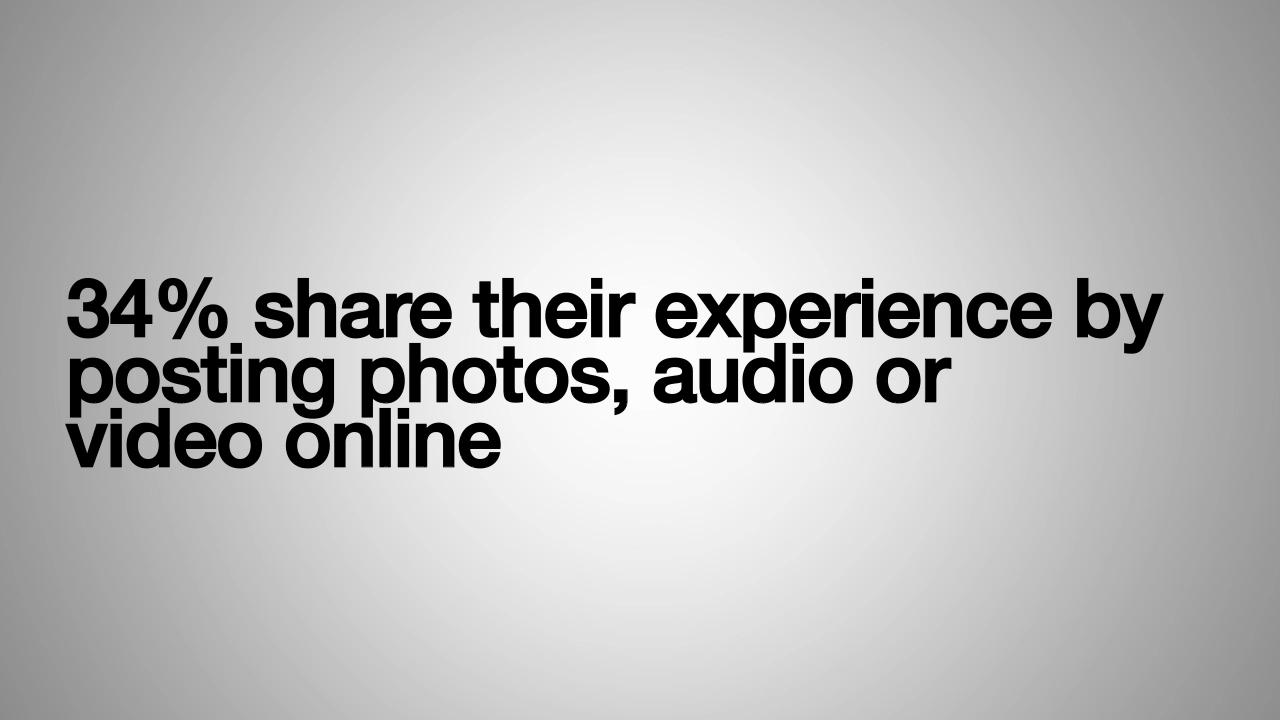 34% share their experience by
posting photos, audio or
video online